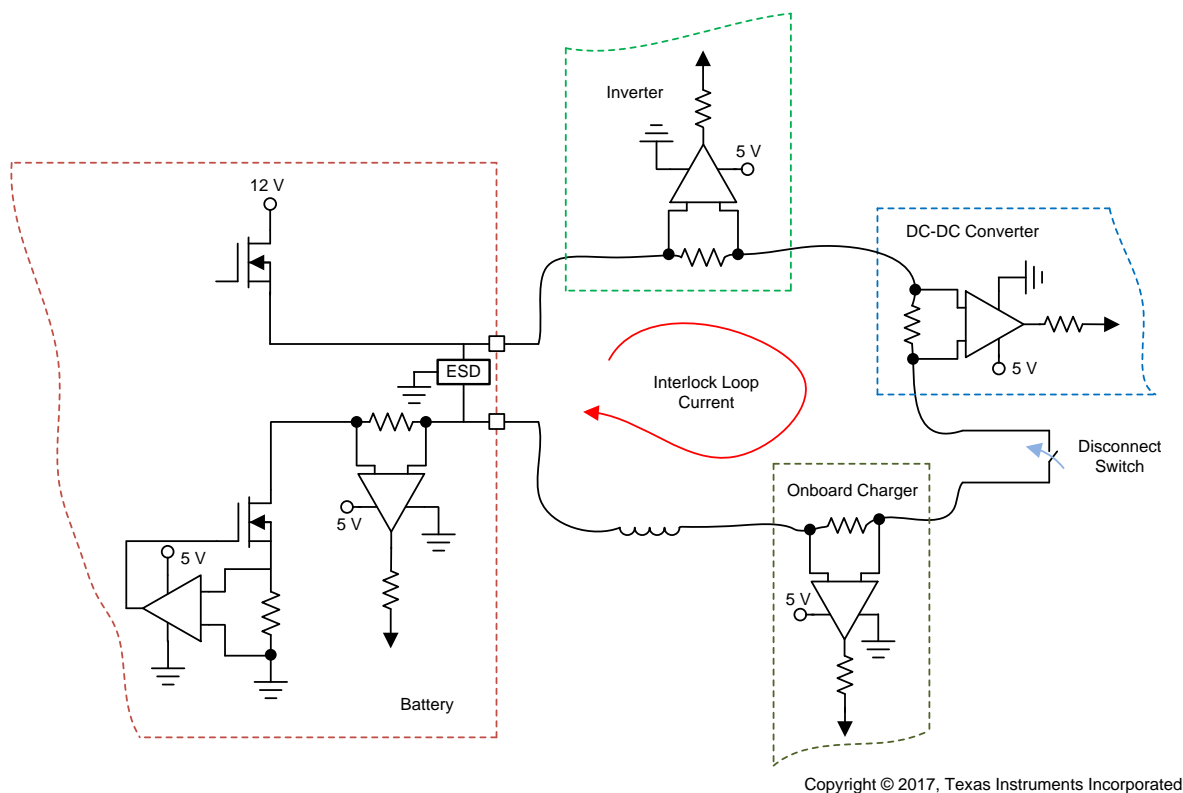 Inverter
5 V
12 V
DC-DC Converter
5 V
ESD
Interlock Loop
Current
Disconnect
Switch
Onboard Charger
5 V
5 V
5 V
Battery
Copyright © 2017, Texas Instruments Incorporated